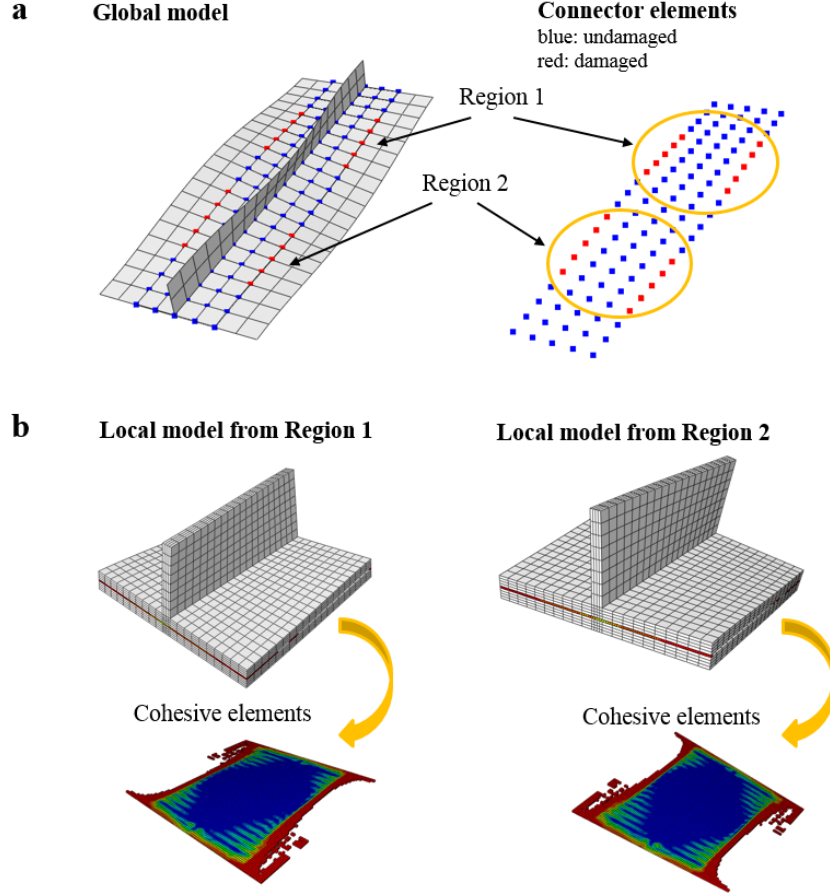 a
Global model
Connector elements
blue: undamaged
red: damaged
Region 1
Region 2
b
Local model from Region 1
Local model from Region 2
Cohesive elements
Cohesive elements